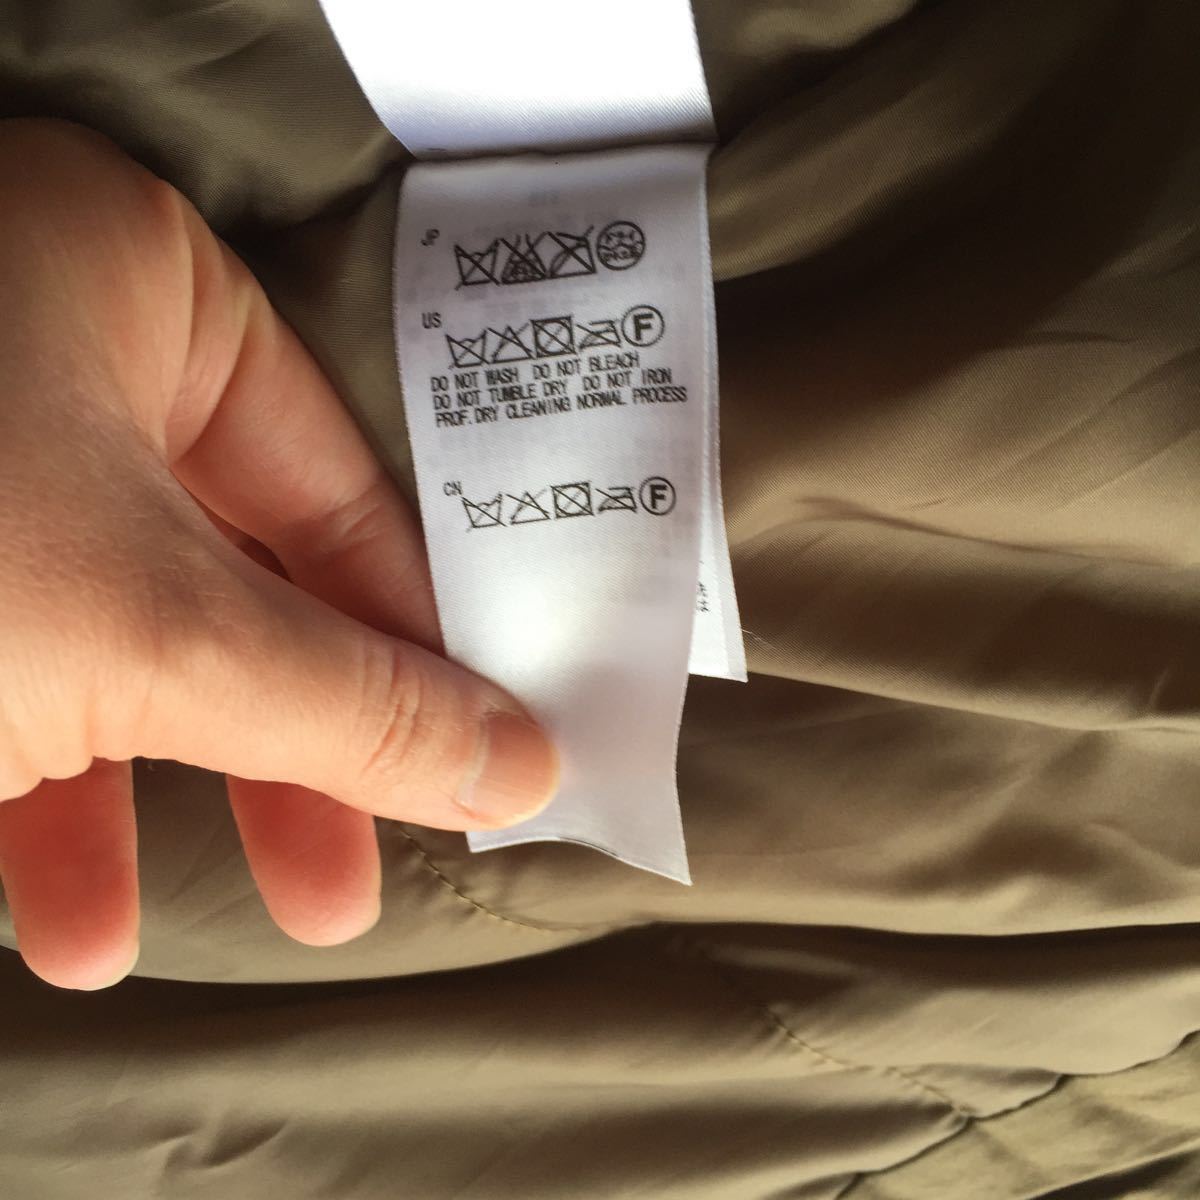 JP
US
F
DO NOT WASH DO NOT BLEACH
DO NOT TUMBLE DRY DO NOT IRON
PROF. DRY CLEANING NORMAL PROCESS
CN
F